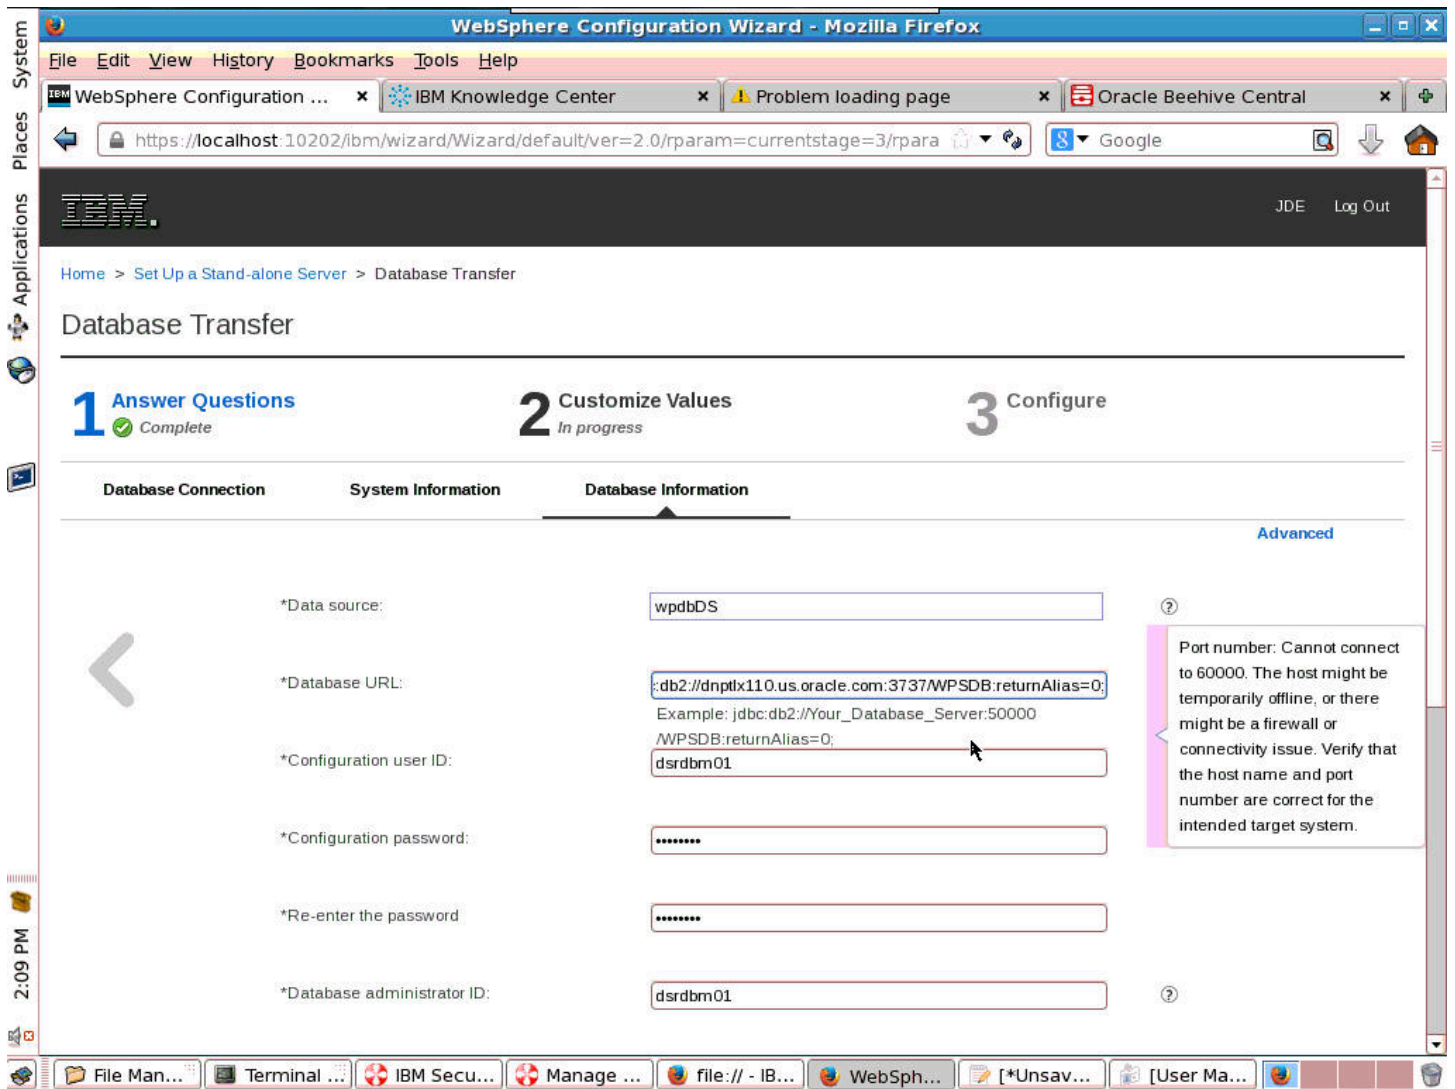 WebSphere Configuration Wizard - Mozilla Firefox
File Edit View History Bookmarks Tools Help
IBM WebSphere Configuration ...
IBM Knowledge Center
Problem loading page
Oracle Beehive Central
https://localhost:10202/ibm/wizard/Wizard/default/ver=2.0/rparam=currentstage=3/rpara
8 Google
System
Places
Applications
IBM.
JDE Log Out
Home > Set Up a Stand-alone Server > Database Transfer
Database Transfer
1 Answer Questions
Complete
2 Customize Values
In progress
3 Configure
Database Connection System Information Database Information
Advanced
*Data source:
wpdbDS
?
*Database URL:
:db2://dnptlx110.us.oracle.com:3737/WPSDB:returnAlias=0;
Example: jdbc:db2://Your_Database_Server:50000
/WPSDB:returnAlias=0;
Port number: Cannot connect
to 60000. The host might be
temporarily offline, or there
might be a firewall or
connectivity issue. Verify that
the host name and port
number are correct for the
intended target system.
*Configuration user ID:
dsrdbm01
*Configuration password:
••••••••
*Re-enter the password
••••••••
*Database administrator ID:
dsrdbm01
?
2:09 PM
File Man...
Terminal ...
IBM Secu...
Manage ...
file:// - IB...
WebSph...
[*Unsav...
[User Ma...